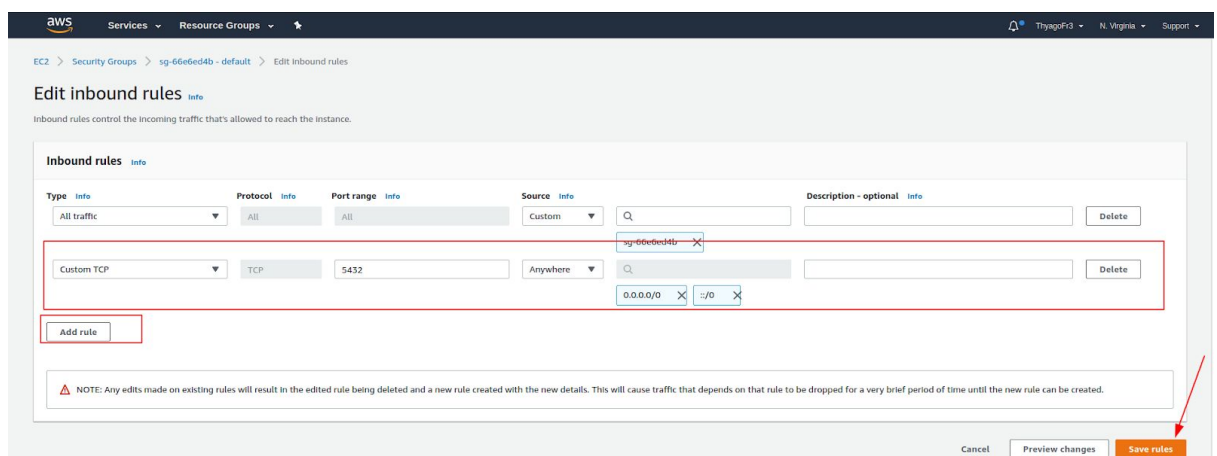 aws Services Resource Groups ThyagoFr3 N. Virginia Support
EC2 > Security Groups > sg-66e6ed4b - default > Edit inbound rules
Edit inbound rules Info
Inbound rules control the incoming traffic that's allowed to reach the instance.
Inbound rules Info
Type Info Protocol Info Port range Info Source Info Description - optional Info
All traffic All All Custom Delete
sg-66e6ed4b
Custom TCP TCP 5432 Anywhere Delete
0.0.0.0/0 ::/0
Add rule
NOTE: Any edits made on existing rules will result in the edited rule being deleted and a new rule created with the new details. This will cause traffic that depends on that rule to be dropped for a very brief period of time until the new rule can be created.
Cancel Preview changes Save rules